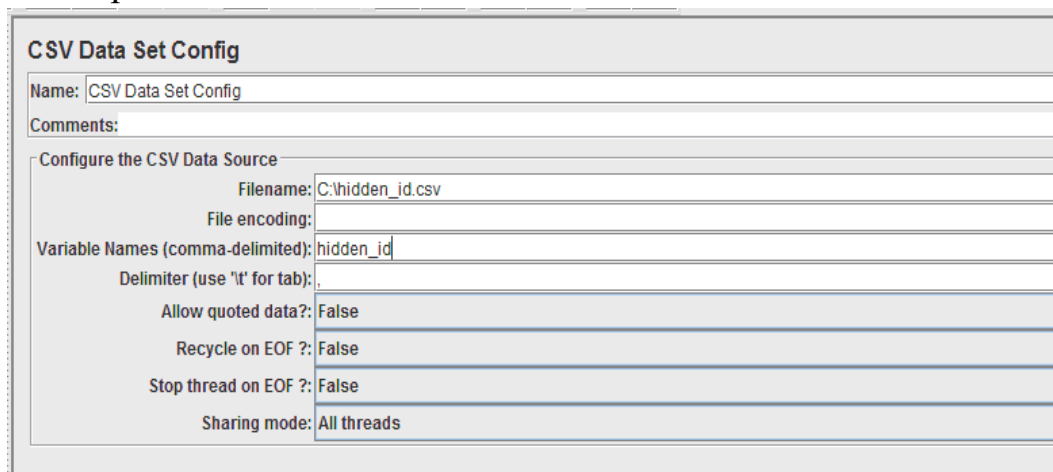 CSV Data Set Config
Name: CSV Data Set Config
Comments:
Configure the CSV Data Source
Filename: C:\hidden_id.csv
File encoding:
Variable Names (comma-delimited): hidden_id
Delimiter (use '\t' for tab): ,
Allow quoted data?: False
Recycle on EOF ?: False
Stop thread on EOF ?: False
Sharing mode: All threads